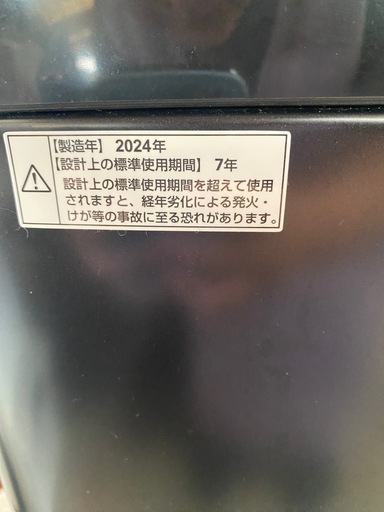 【製造年】 2024年
【設計上の標準使用期間】 7年
設計上の標準使用期間を超えて使用
されますと、経年劣化による発火・
けが等の事故に至る恐れがあります。